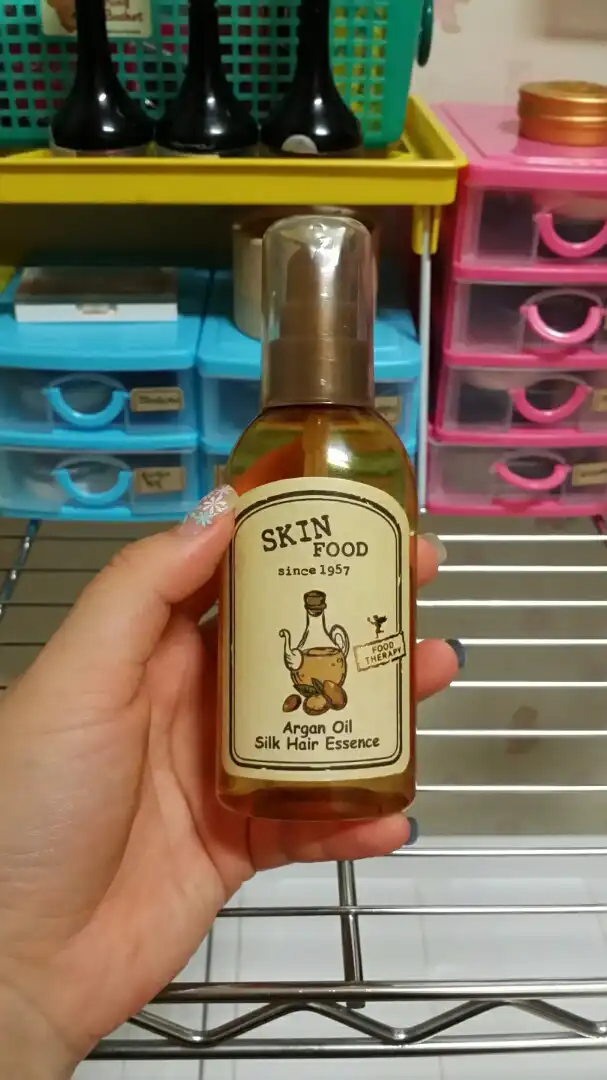 SKIN
FOOD
since 1957
FOOD
THERAPY
Argan Oil
Silk Hair Essence